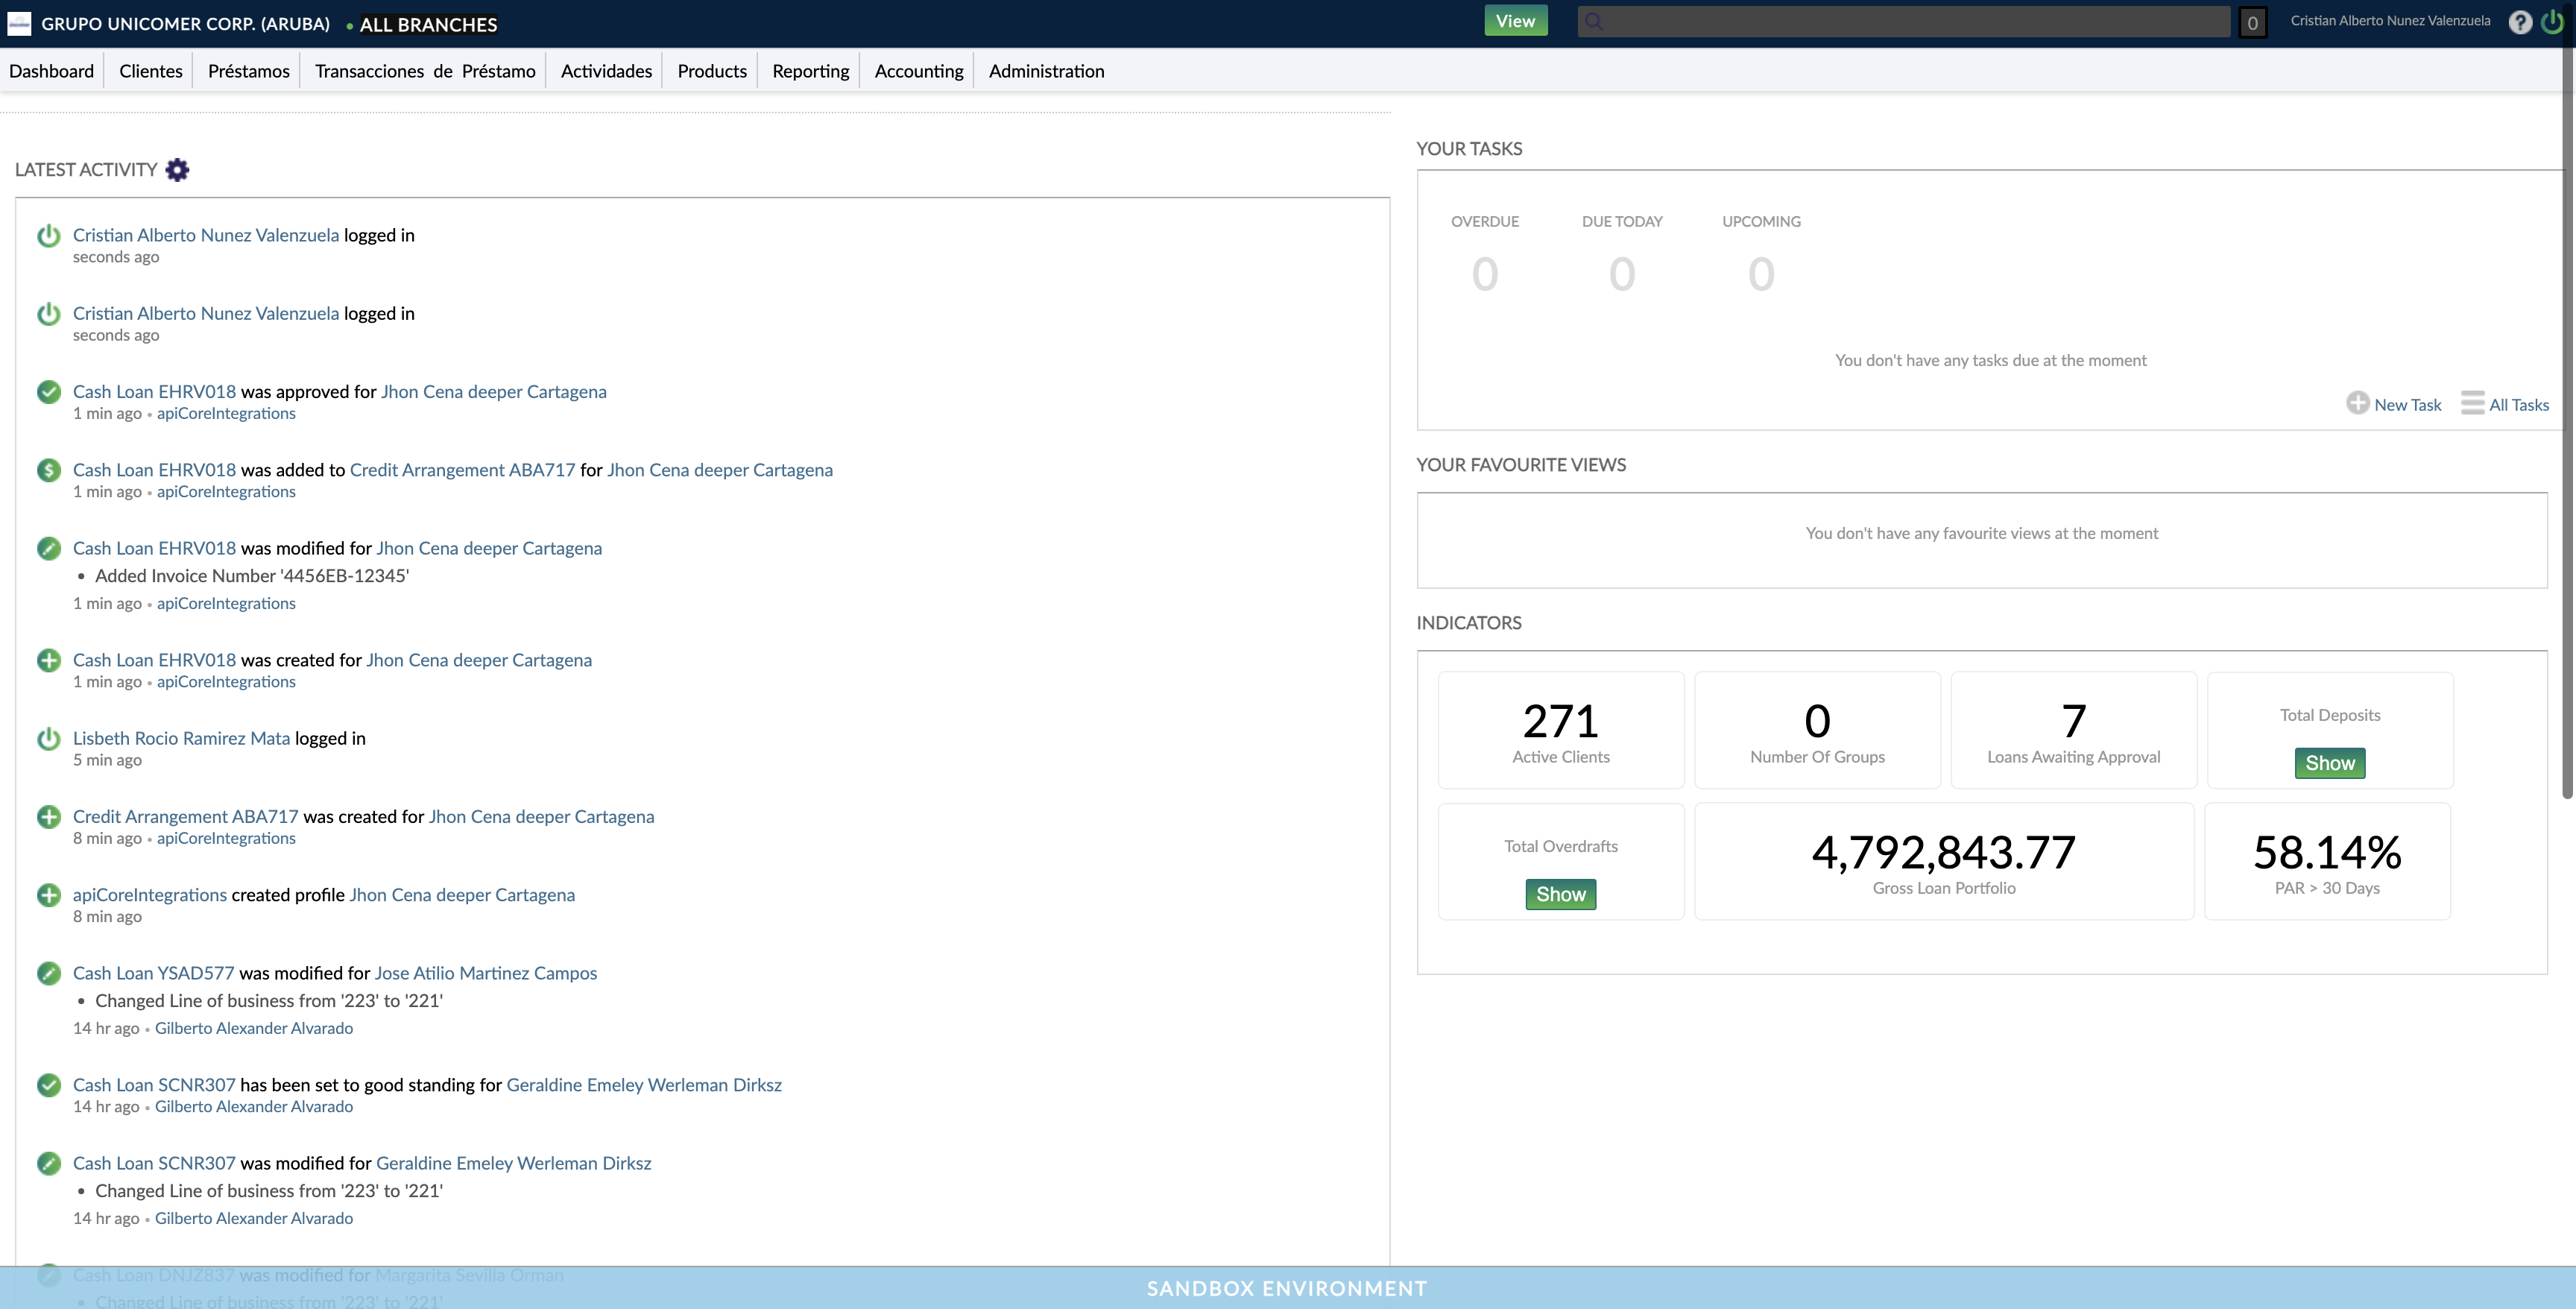 GRUPO UNICOMER CORP. (ARUBA) • ALL BRANCHES
View
0
Cristian Alberto Nunez Valenzuela
?
Dashboard Clientes Préstamos Transacciones de Préstamo Actividades Products Reporting Accounting Administration
LATEST ACTIVITY
Cristian Alberto Nunez Valenzuela logged in
seconds ago
Cristian Alberto Nunez Valenzuela logged in
seconds ago
Cash Loan EHRV018 was approved for Jhon Cena deeper Cartagena
1 min ago • apiCoreIntegrations
Cash Loan EHRV018 was added to Credit Arrangement ABA717 for Jhon Cena deeper Cartagena
1 min ago • apiCoreIntegrations
Cash Loan EHRV018 was modified for Jhon Cena deeper Cartagena
• Added Invoice Number '4456EB-12345'
1 min ago • apiCoreIntegrations
Cash Loan EHRV018 was created for Jhon Cena deeper Cartagena
1 min ago • apiCoreIntegrations
Lisbeth Rocio Ramirez Mata logged in
5 min ago
Credit Arrangement ABA717 was created for Jhon Cena deeper Cartagena
8 min ago • apiCoreIntegrations
apiCoreIntegrations created profile Jhon Cena deeper Cartagena
8 min ago
Cash Loan YSAD577 was modified for Jose Atilio Martinez Campos
• Changed Line of business from '223' to '221'
14 hr ago • Gilberto Alexander Alvarado
Cash Loan SCNR307 has been set to good standing for Geraldine Emeley Werleman Dirksz
14 hr ago • Gilberto Alexander Alvarado
Cash Loan SCNR307 was modified for Geraldine Emeley Werleman Dirksz
• Changed Line of business from '223' to '221'
14 hr ago • Gilberto Alexander Alvarado
Cash Loan DNJZ837 was modified for Margarita Sevilla Orman
• Changed Line of business from '223' to '221'
YOUR TASKS
OVERDUE DUE TODAY UPCOMING
0 0 0
You don't have any tasks due at the moment
New Task All Tasks
YOUR FAVOURITE VIEWS
You don't have any favourite views at the moment
INDICATORS
271
Active Clients
0
Number Of Groups
7
Loans Awaiting Approval
Total Deposits
Show
Total Overdrafts
Show
4,792,843.77
Gross Loan Portfolio
58.14%
PAR > 30 Days
SANDBOX ENVIRONMENT